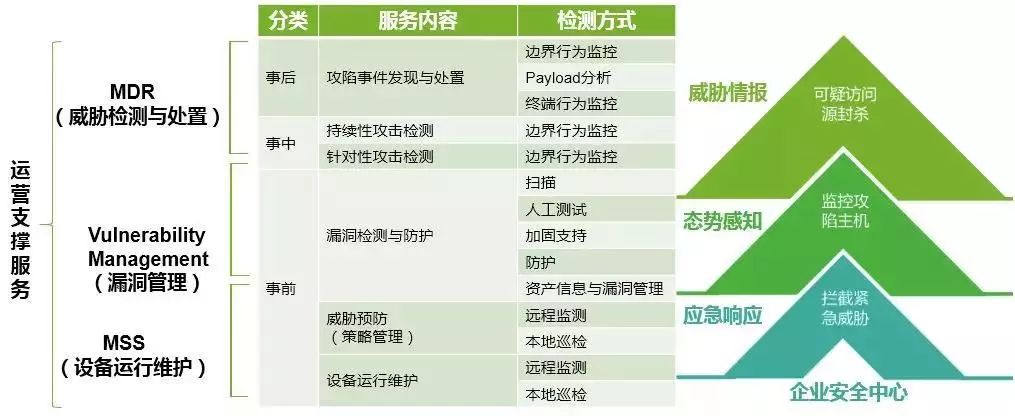 运营支撑服务
MDR
（威胁检测与处置）
Vulnerability
Management
（漏洞管理）
MSS
（设备运行维护）
分类
服务内容
检测方式
事后
攻陷事件发现与处置
边界行为监控
Payload分析
终端行为监控
事中
持续性攻击检测
边界行为监控
针对性攻击检测
边界行为监控
事前
漏洞检测与防护
扫描
人工测试
加固支持
防护
资产信息与漏洞管理
威胁预防
（策略管理）
远程监测
本地巡检
设备运行维护
远程监测
本地巡检
威胁情报
可疑访问
源封杀
态势感知
监控攻
陷主机
应急响应
拦截紧
急威胁
企业安全中心